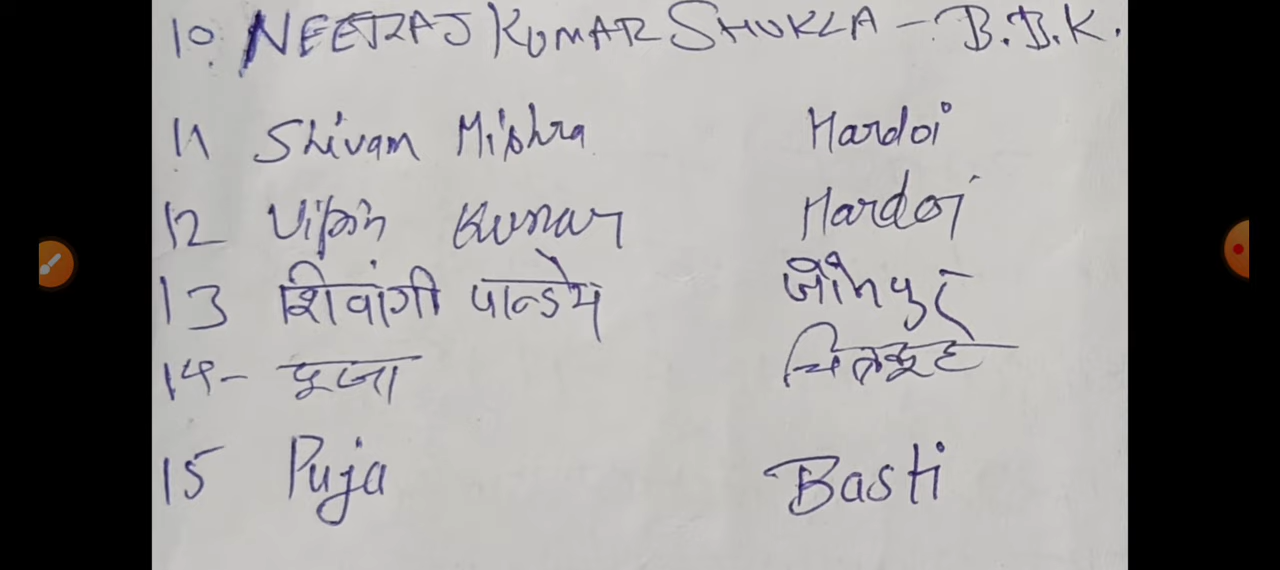 10. NEERAJ KUMAR SHUKLA - B.B.K.
11 Shivam Mishra Hardoi
12 Vipin Kumar Hardoi
13 शिवांगी पान्डेय जौनपुर
14- पूजा चित्रकूट
15 Puja Basti